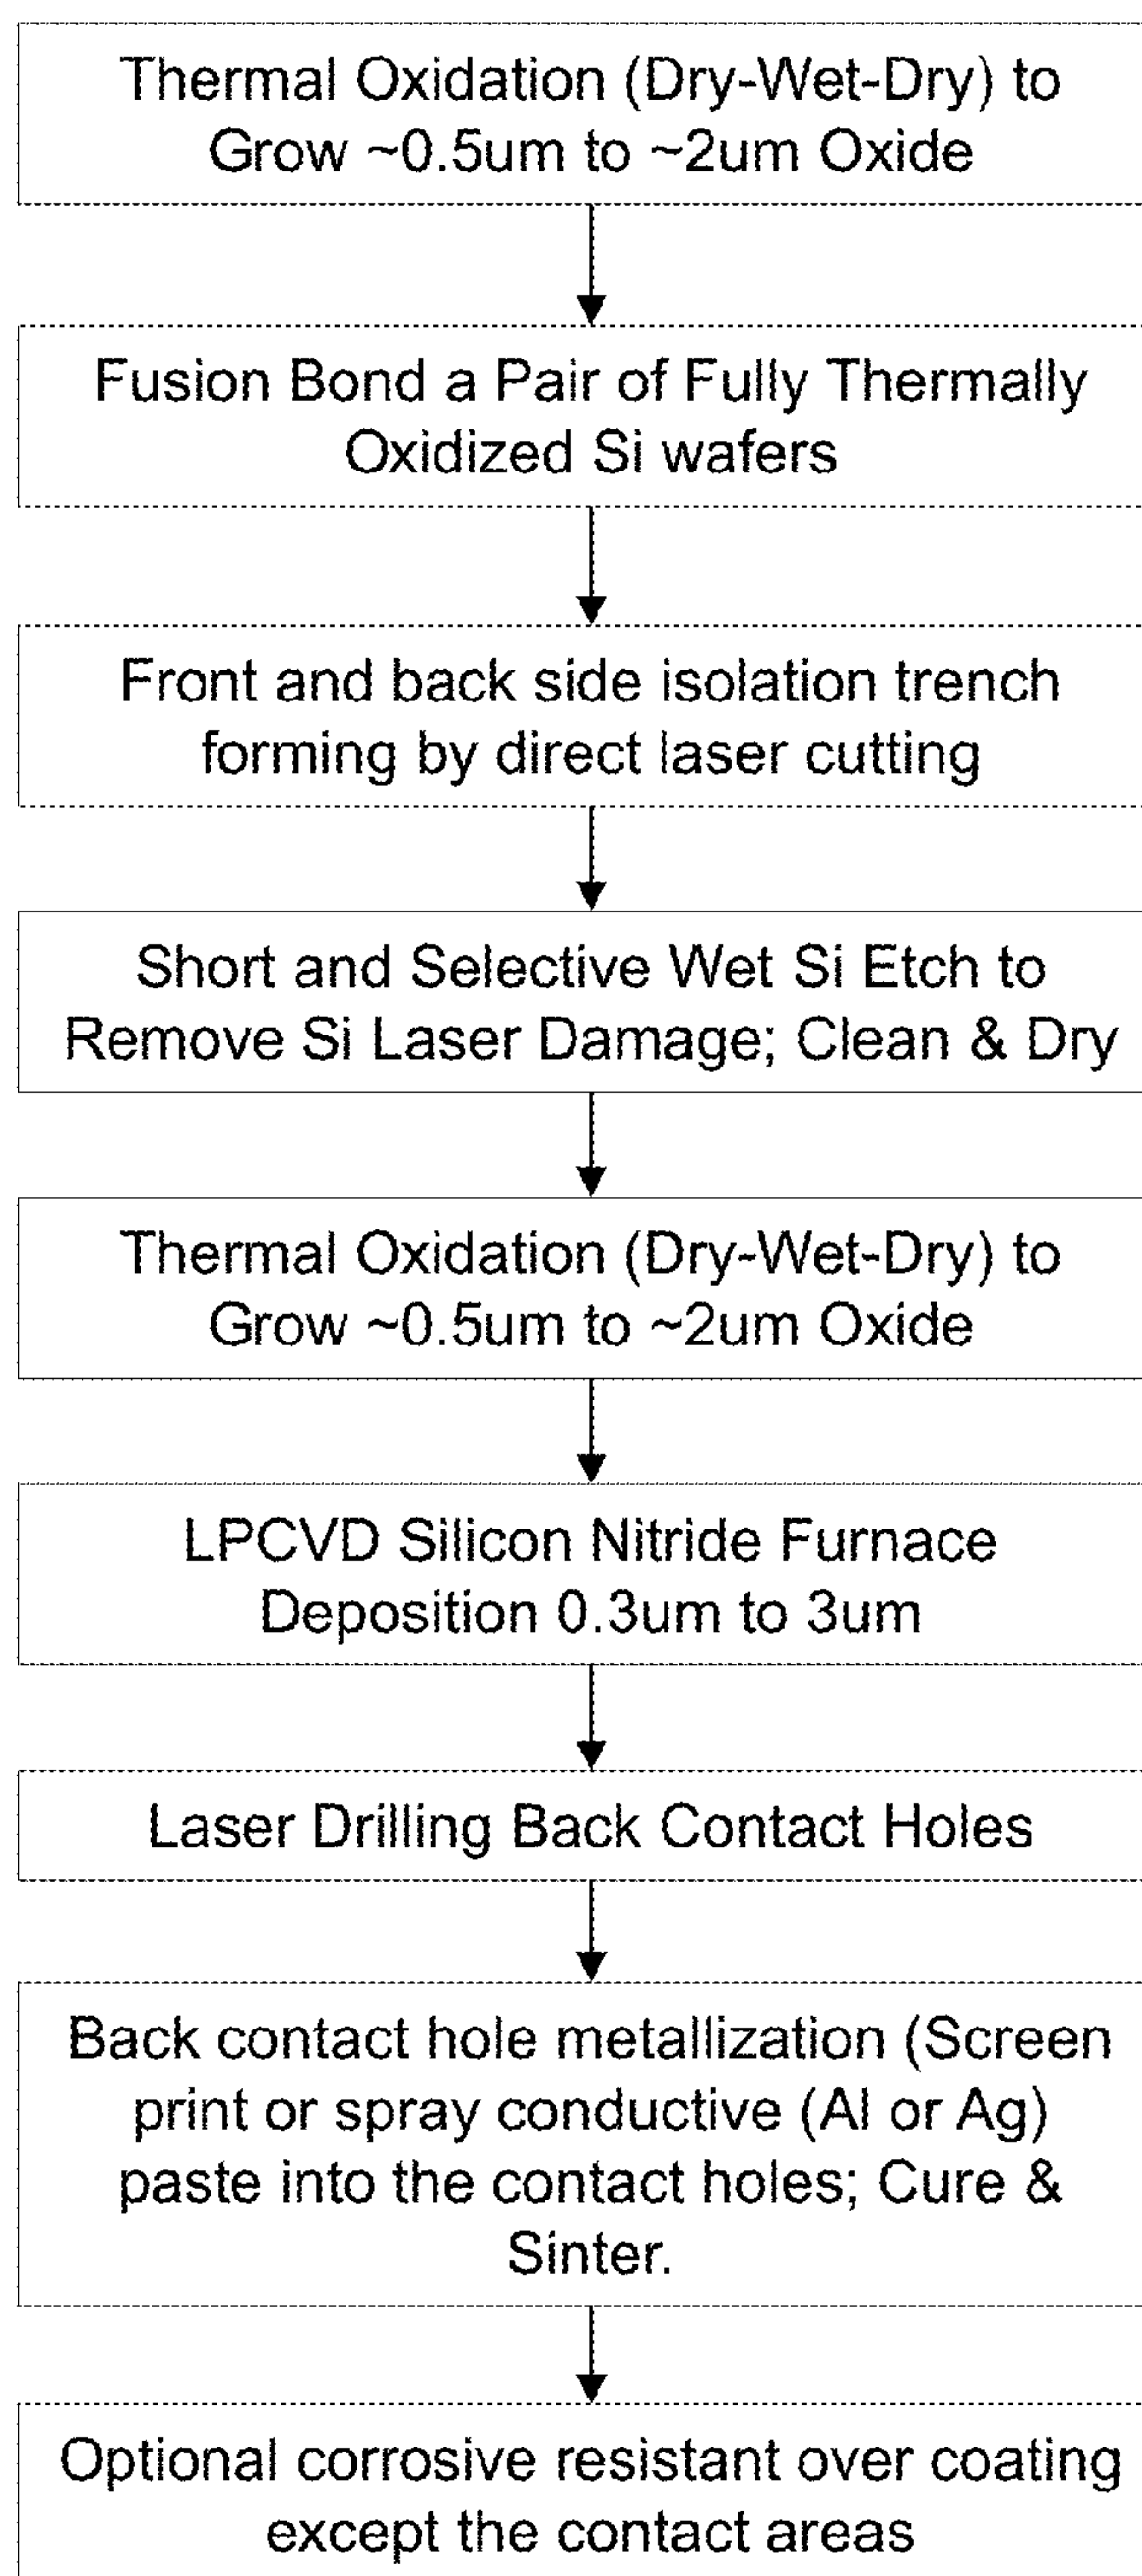 Thermal Oxidation (Dry-Wet-Dry) to
Grow ~0.5um to ~2um Oxide
Fusion Bond a Pair of Fully Thermally
Oxidized Si wafers
Front and back side isolation trench
forming by direct laser cutting
Short and Selective Wet Si Etch to
Remove Si Laser Damage; Clean & Dry
Thermal Oxidation (Dry-Wet-Dry) to
Grow ~0.5um to ~2um Oxide
LPCVD Silicon Nitride Furnace
Deposition 0.3um to 3um
Laser Drilling Back Contact Holes
Back contact hole metallization (Screen
print or spray conductive (Al or Ag)
paste into the contact holes; Cure &
Sinter.
Optional corrosive resistant over coating
except the contact areas